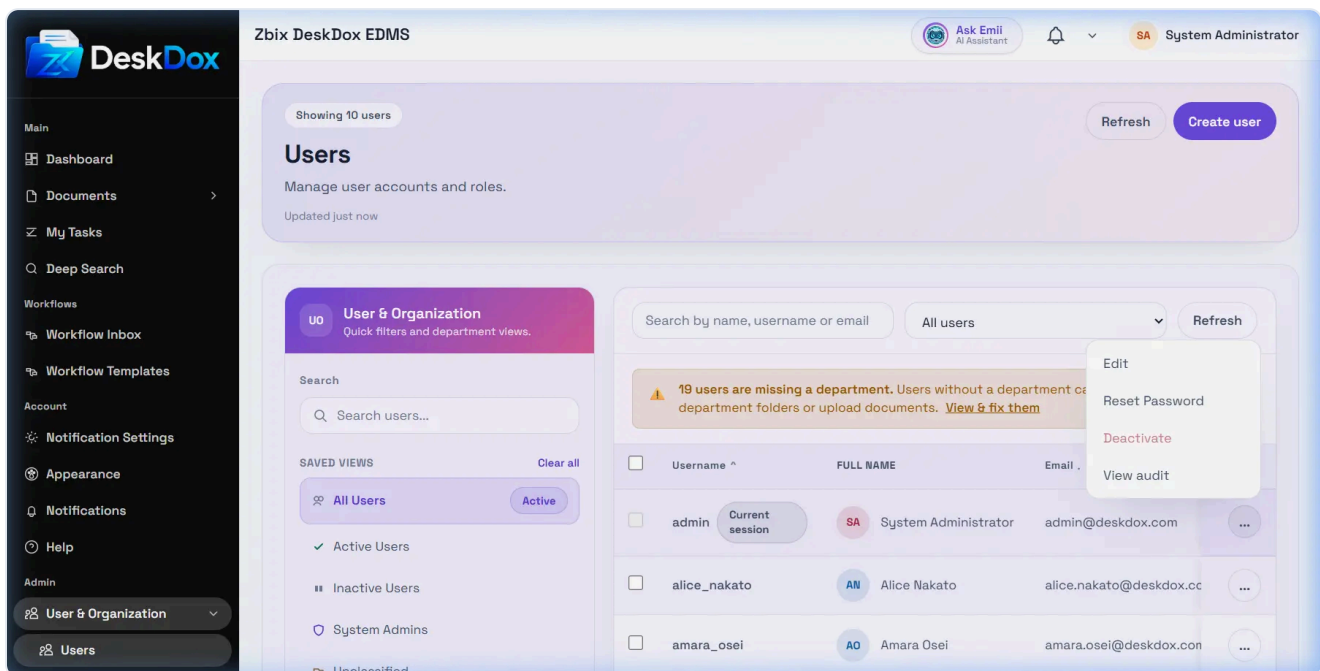 DeskDox
Main
Dashboard
Documents
My Tasks
Deep Search
Workflows
Workflow Inbox
Workflow Templates
Account
Notification Settings
Appearance
Notifications
Help
Admin
User & Organization
Users
Zbix DeskDox EDMS
Ask Emii
AI Assistant
SA System Administrator
Showing 10 users
Users
Manage user accounts and roles.
Updated just now
Refresh
Create user
UO
User & Organization
Quick filters and department views.
Search
Search users...
SAVED VIEWS
Clear all
All Users
Active
Active Users
Inactive Users
System Admins
Unclassified
Search by name, username or email
All users
Refresh
19 users are missing a department. Users without a department ca
department folders or upload documents. View & fix them
Edit
Reset Password
Deactivate
View audit
Username ^ FULL NAME Email
admin Current session SA System Administrator admin@deskdox.com ...
alice_nakato AN Alice Nakato alice.nakato@deskdox.cc ...
amara_osei AO Amara Osei amara.osei@deskdox.com ...